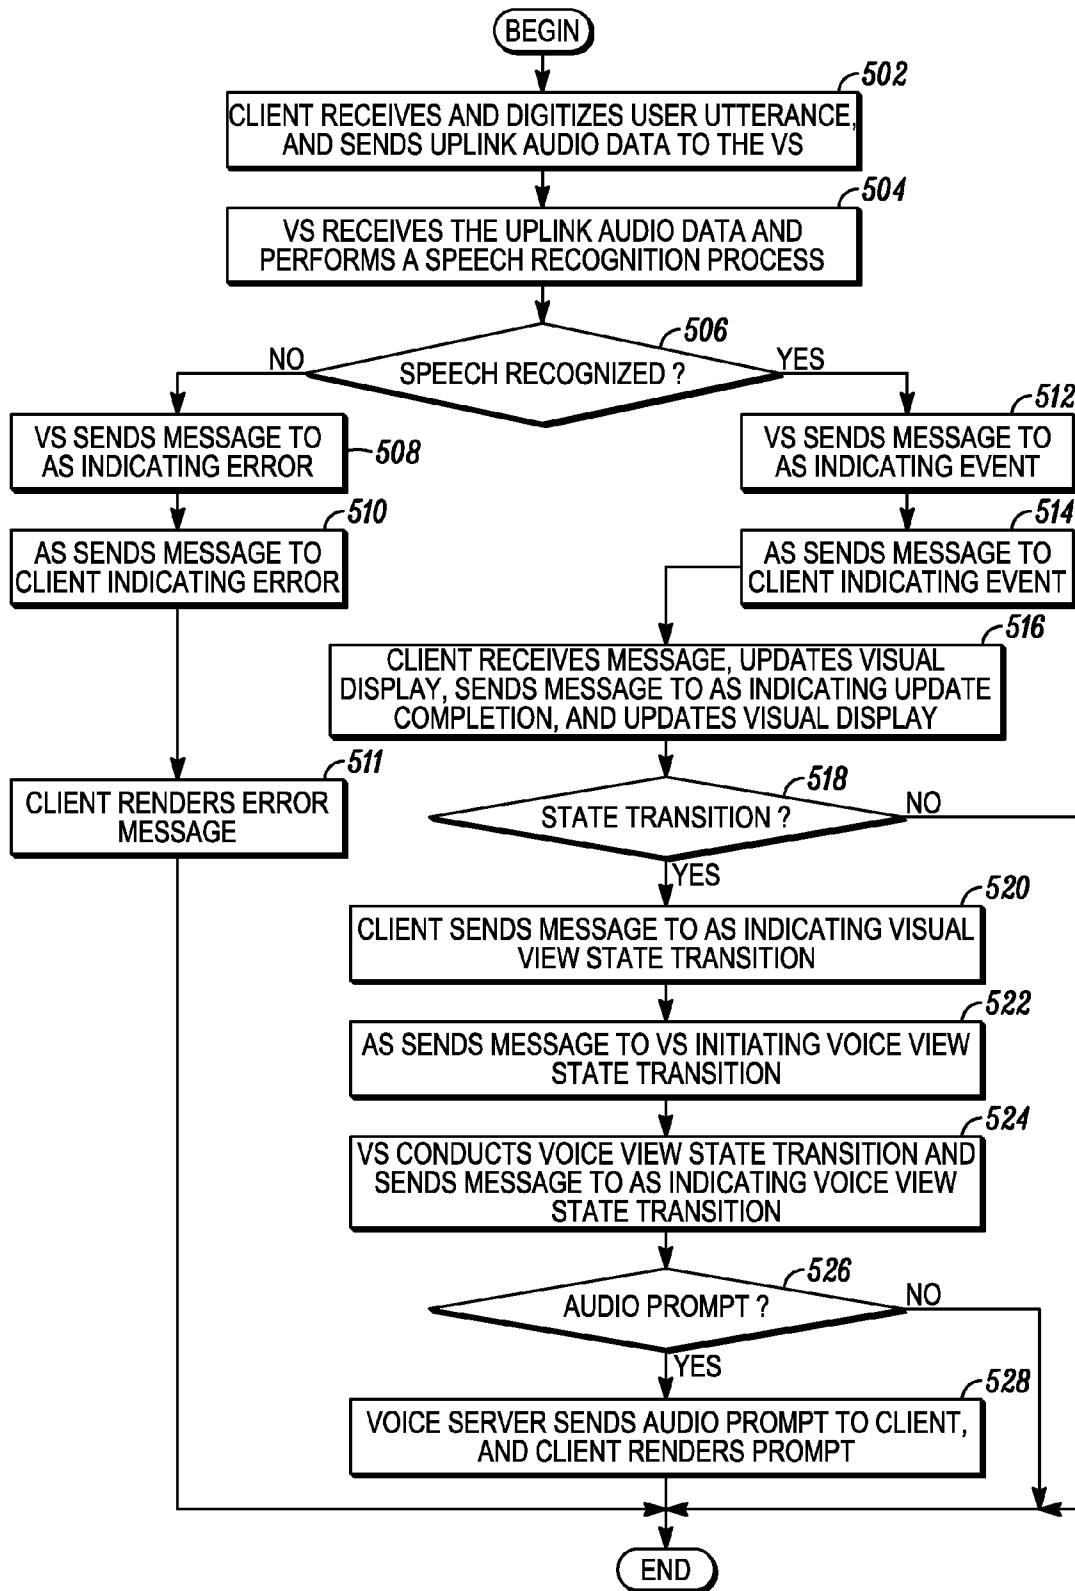 BEGIN
502
CLIENT RECEIVES AND DIGITIZES USER UTTERANCE,
AND SENDS UPLINK AUDIO DATA TO THE VS
504
VS RECEIVES THE UPLINK AUDIO DATA AND
PERFORMS A SPEECH RECOGNITION PROCESS
506
NO
SPEECH RECOGNIZED ?
YES
VS SENDS MESSAGE TO
AS INDICATING ERROR
508
512
VS SENDS MESSAGE TO
AS INDICATING EVENT
510
AS SENDS MESSAGE TO
CLIENT INDICATING ERROR
514
AS SENDS MESSAGE TO
CLIENT INDICATING EVENT
516
CLIENT RECEIVES MESSAGE, UPDATES VISUAL
DISPLAY, SENDS MESSAGE TO AS INDICATING UPDATE
COMPLETION, AND UPDATES VISUAL DISPLAY
511
CLIENT RENDERS ERROR
MESSAGE
518
STATE TRANSITION ?
NO
YES
520
CLIENT SENDS MESSAGE TO AS INDICATING VISUAL
VIEW STATE TRANSITION
522
AS SENDS MESSAGE TO VS INITIATING VOICE VIEW
STATE TRANSITION
524
VS CONDUCTS VOICE VIEW STATE TRANSITION AND
SENDS MESSAGE TO AS INDICATING VOICE VIEW
STATE TRANSITION
526
AUDIO PROMPT ?
NO
YES
528
VOICE SERVER SENDS AUDIO PROMPT TO CLIENT,
AND CLIENT RENDERS PROMPT
END